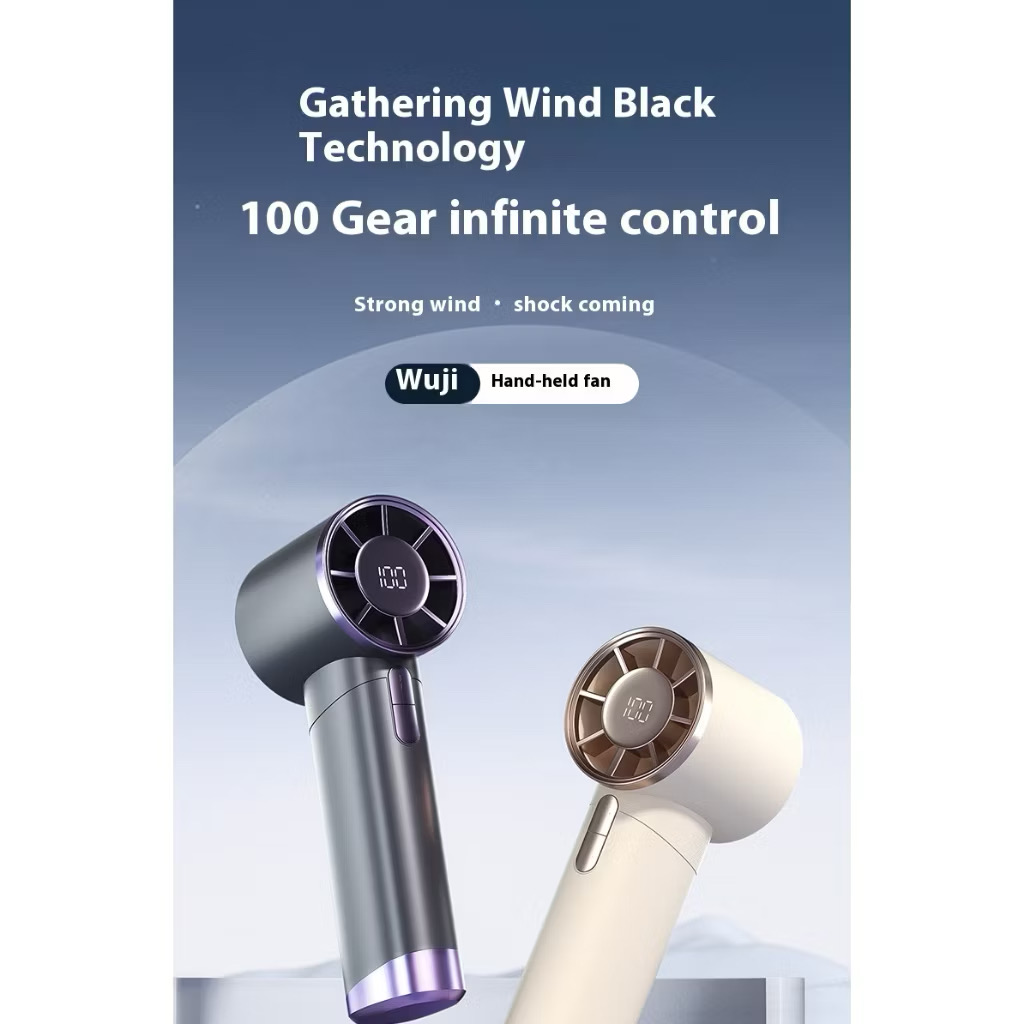 Gathering Wind Black
Technology
100 Gear infinite control
Strong wind • shock coming
Wuji Hand-held fan
100
100